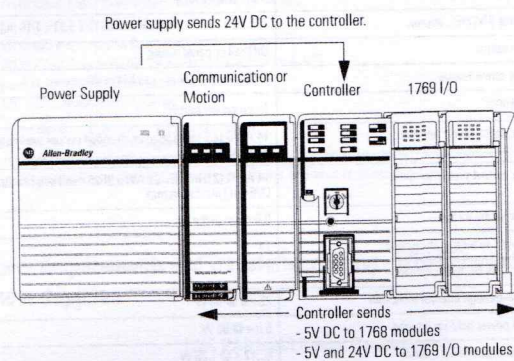 Power supply sends 24V DC to the controller.
Power Supply
Communication or
Motion
Controller
1769 I/O
AB Allen-Bradley
Controller sends
- 5V DC to 1768 modules
- 5V and 24V DC to 1769 I/O modules